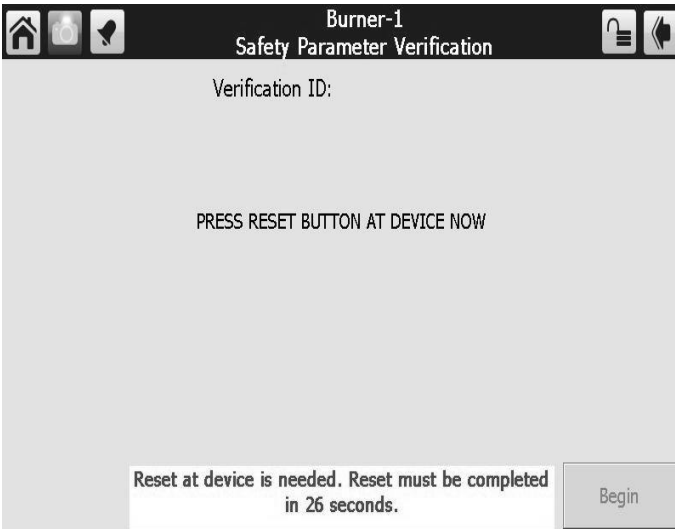 Burner-1
Safety Parameter Verification
Verification ID:
PRESS RESET BUTTON AT DEVICE NOW
Reset at device is needed. Reset must be completed
in 26 seconds.
Begin